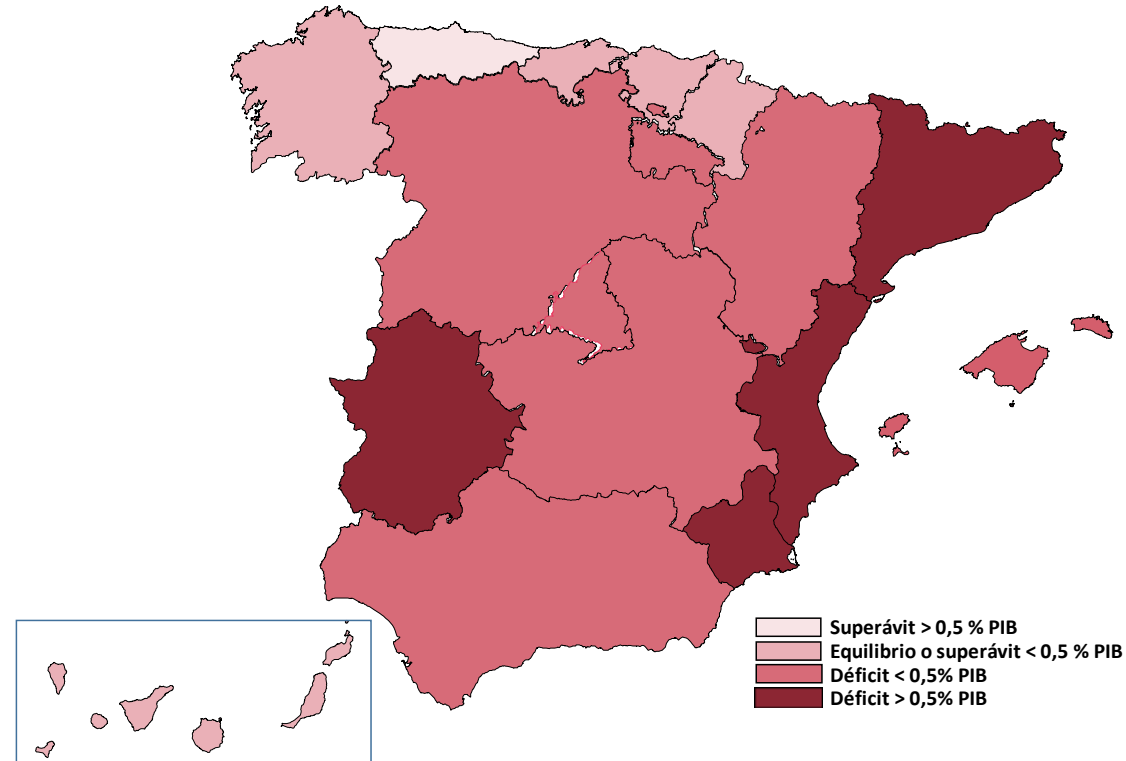 Superávit > 0,5 % PIB
Equilibrio o superávit < 0,5 % PIB
Déficit < 0,5% PIB
Déficit > 0,5% PIB